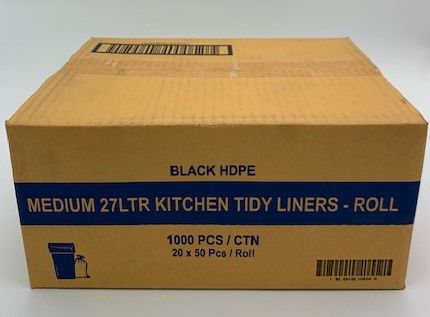 BLACK HDPE
MEDIUM 27LTR KITCHEN TIDY LINERS - ROLL
1000 PCS / CTN
20 x 50 Pcs / Roll